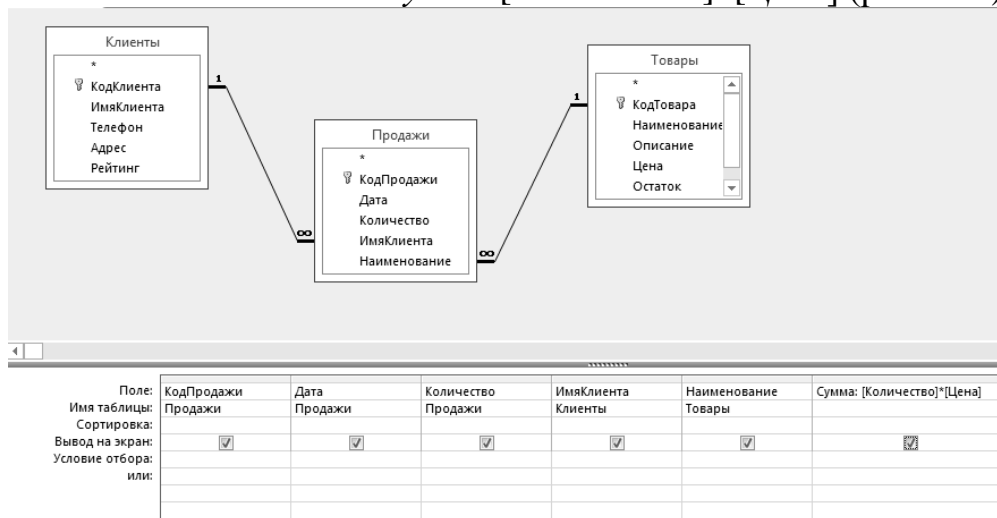 Клиенты
*
КодКлиента
ИмяКлиента
Телефон
Адрес
Рейтинг
1
∞
Продажи
*
КодПродажи
Дата
Количество
ИмяКлиента
Наименование
∞
1
Товары
*
КодТовара
Наименование
Описание
Цена
Остаток
Поле: КодПродажи Дата Количество ИмяКлиента Наименование Сумма: [Количество]*[Цена]
Имя таблицы: Продажи Продажи Продажи Клиенты Товары
Сортировка:
Вывод на экран:
Условие отбора:
или: